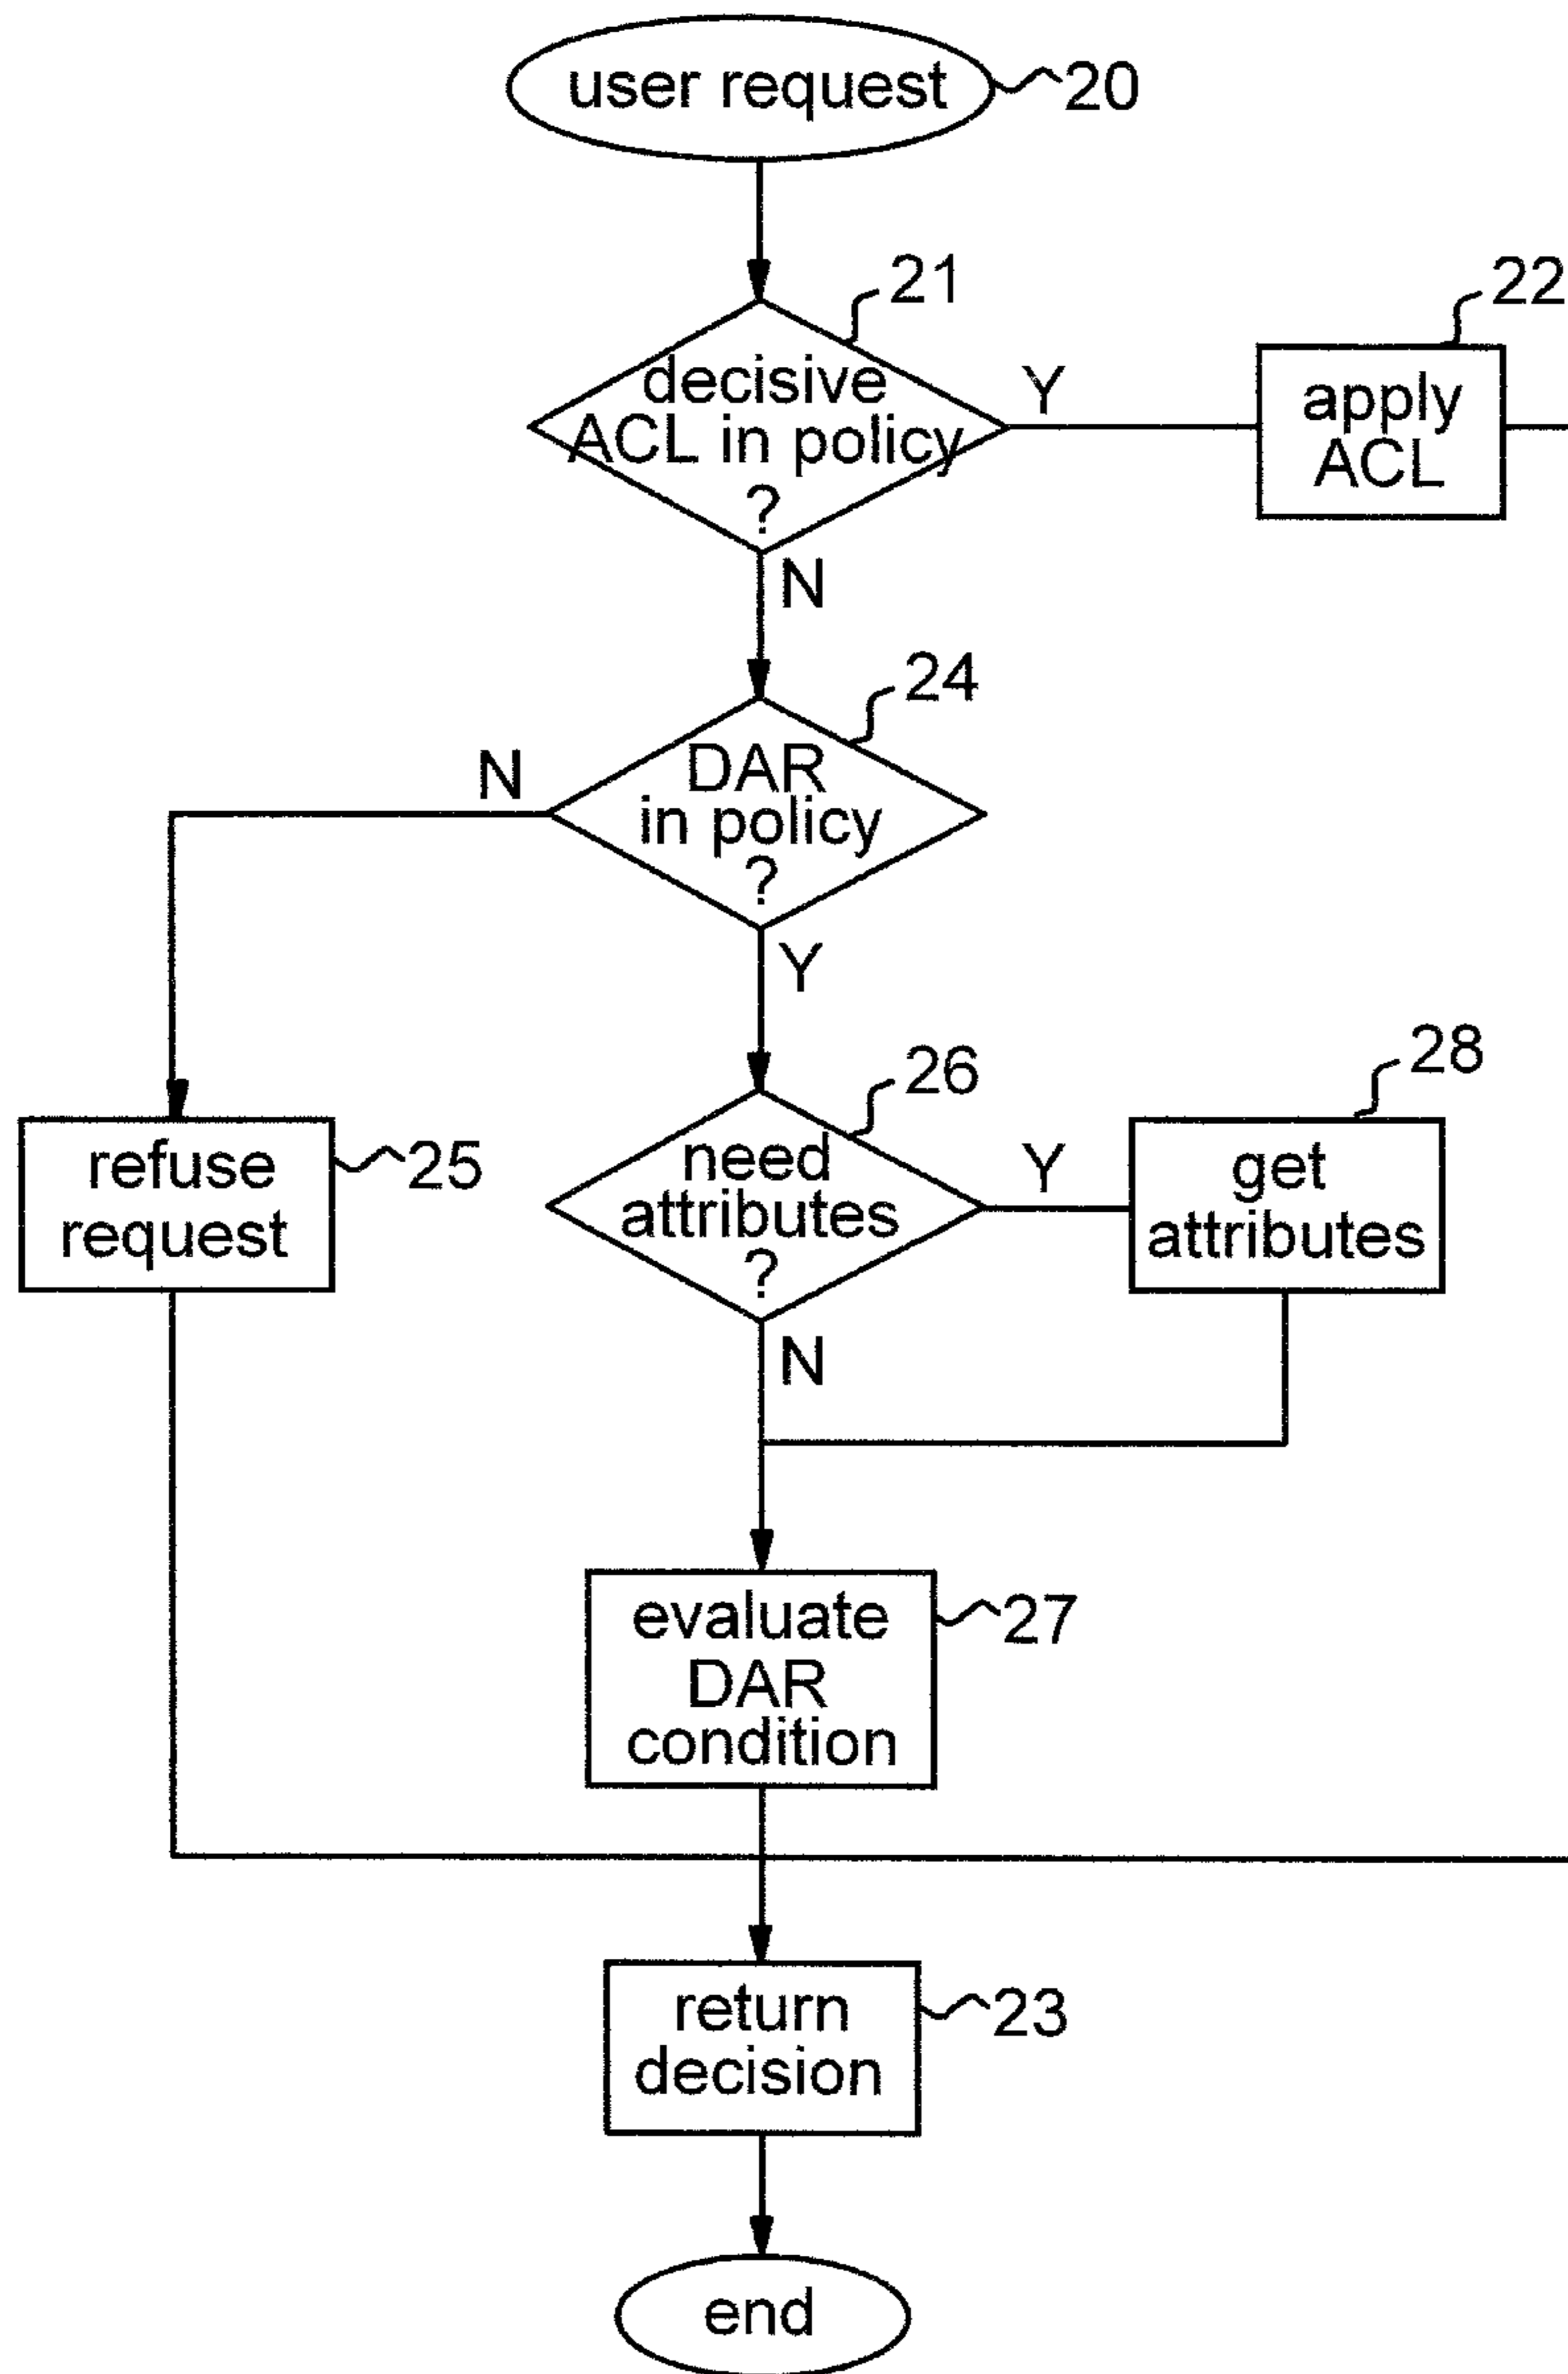 user request
20
21
22
decisive
ACL in policy
?
Y
apply
ACL
N
24
DAR
in policy
?
N
Y
26
28
need
attributes
?
Y
get
attributes
refuse
request
25
N
evaluate
DAR
condition
27
return
decision
23
end